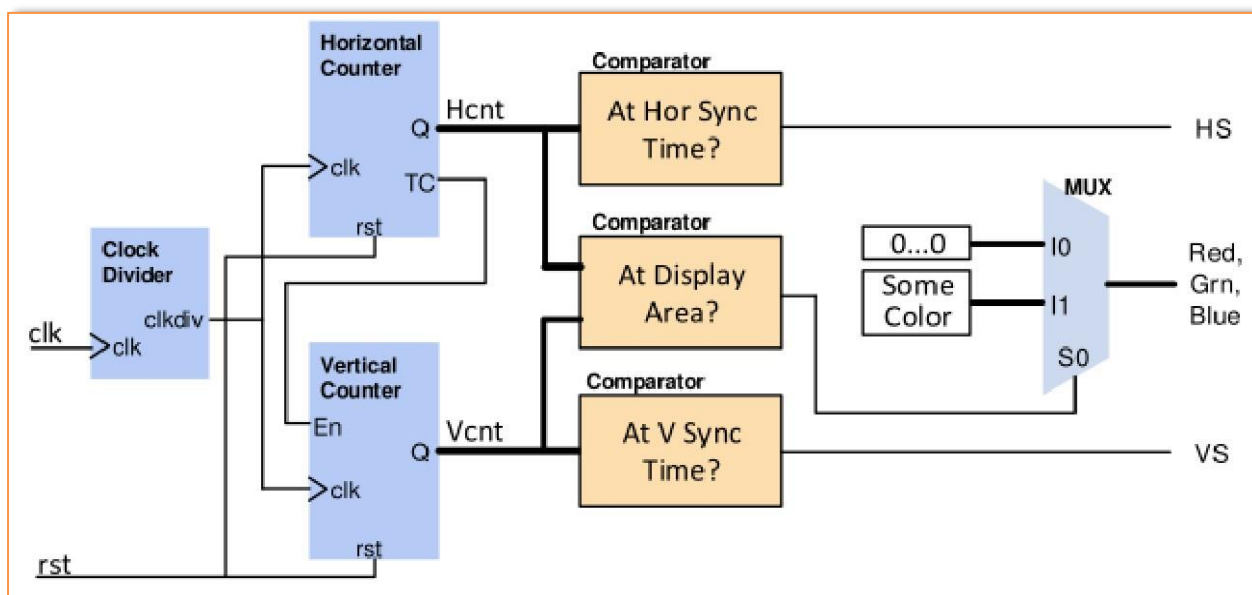 Horizontal
Counter
Hcnt
Q
clk
TC
rst
Comparator
At Hor Sync
Time?
HS
Clock
Divider
clkdiv
clk
clk
Comparator
At Display
Area?
MUX
0...0
I0
Some
Color
I1
S0
Red,
Grn,
Blue
Vertical
Counter
En
Vcnt
Q
clk
rst
Comparator
At V Sync
Time?
VS
rst